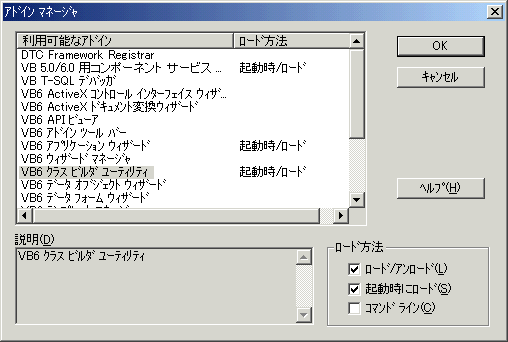 アドイン マネージャ
利用可能なアドイン ロード方法
DTC Framework Registrar
VB 5.0/6.0 用コンポーネント サービス ... 起動時/ロード
VB T-SQL デバッガ
VB6 ActiveX コントロール インターフェイス ウィザ...
VB6 ActiveX ドキュメント変換ウィザード
VB6 API ビューア
VB6 アドイン ツール バー
VB6 アプリケーション ウィザード 起動時/ロード
VB6 ウィザード マネージャ
VB6 クラス ビルダ ユーティリティ 起動時/ロード
VB6 データ オブジェクト ウィザード
VB6 データ フォーム ウィザード
OK
キャンセル
ヘルプ(H)
説明(D)
VB6 クラス ビルダ ユーティリティ
ロード方法
ロード/アンロード(L)
起動時にロード(S)
コマンド ライン(C)